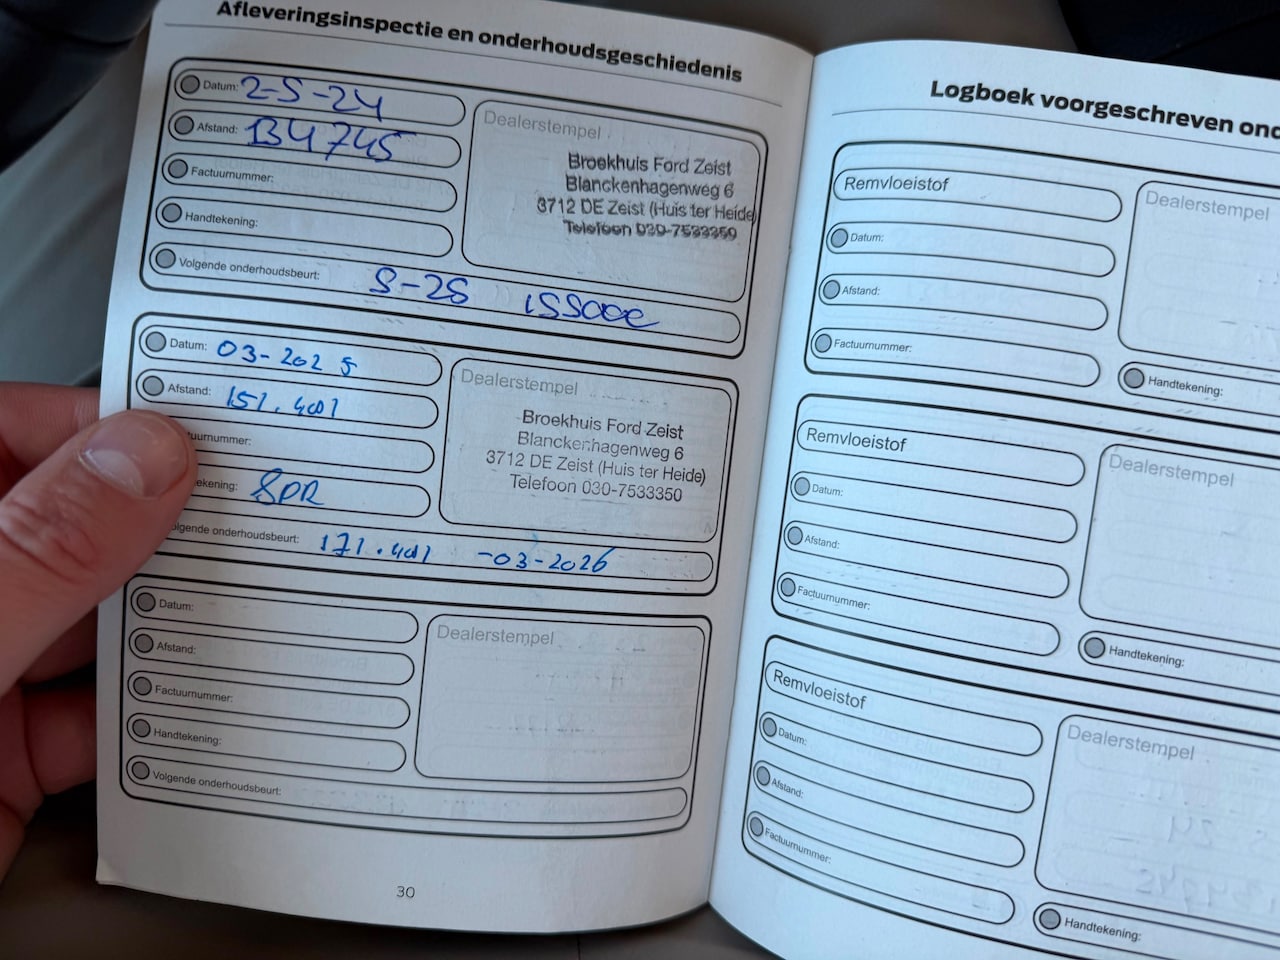 Afleveringsinspectie en onderhoudsgeschiedenis
Datum: 2-5-24
Afstand: 134745
Factuurnummer:
Handtekening:
Volgende onderhoudsbeurt: 5-25 155000
Dealerstempel
Broekhuis Ford Zeist
Blanckenhagenweg 6
3712 DE Zeist (Huis ter Heide)
Telefoon 030-7533350
Datum: 03-2025
Afstand: 151.401
tuurnummer:
ekening: SPR
olgende onderhoudsbeurt: 171.401 -03-2026
Dealerstempel
Broekhuis Ford Zeist
Blanckenhagenweg 6
3712 DE Zeist (Huis ter Heide)
Telefoon 030-7533350
Datum:
Afstand:
Factuurnummer:
Handtekening:
Volgende onderhoudsbeurt:
Dealerstempel
30
Logboek voorgeschreven ond
Remvloeistof
Datum:
Afstand:
Factuurnummer:
Dealerstempel
Handtekening:
Remvloeistof
Datum:
Afstand:
Factuurnummer:
Dealerstempel
Handtekening:
Remvloeistof
Datum:
Afstand:
Factuurnummer:
Dealerstempel
Handtekening: